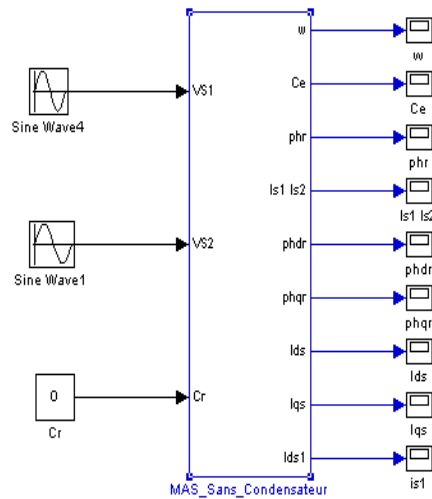 w
w
Ce
Ce
VS1
Sine Wave4
phr
phr
Is1 Is2
Is1 Is2
VS2
Sine Wave1
phdr
phdr
phqr
phqr
Ids
Ids
0
Cr
Cr
Iqs
Iqs
Ids1
is1
MAS_Sans_Condensateur